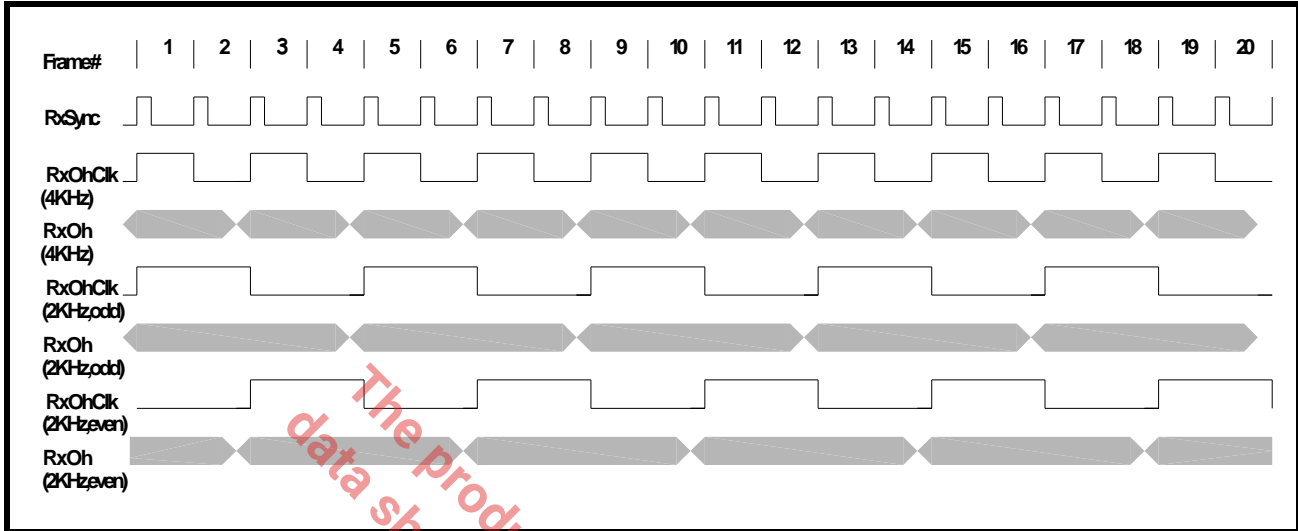 Frame# 1 2 3 4 5 6 7 8 9 10 11 12 13 14 15 16 17 18 19 20
RxSync
RxOhClk
(4KHz)
RxOh
(4KHz)
RxOhClk
(2KHz,odd)
RxOh
(2KHz,odd)
RxOhClk
(2KHz,even)
RxOh
(2KHz,even)
The produ
data sh